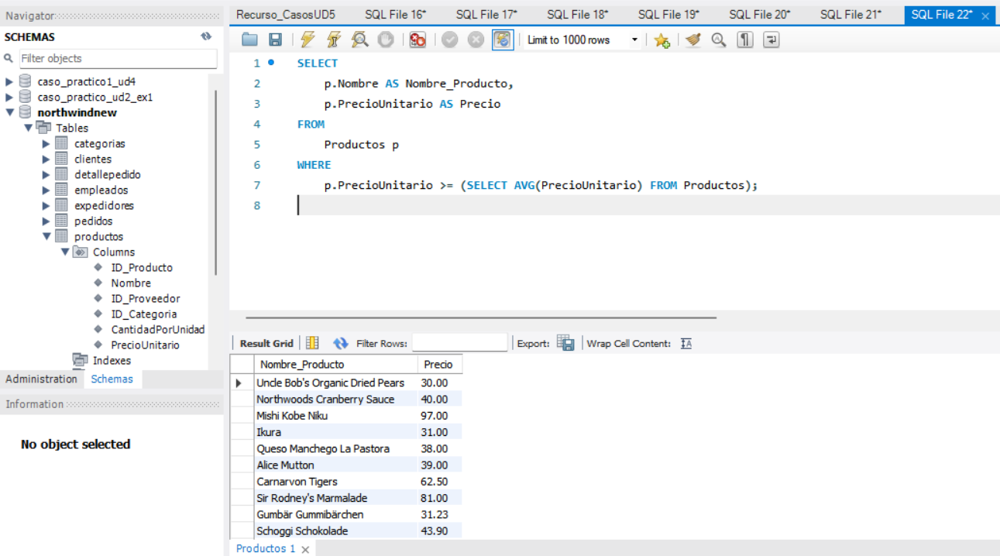 Navigator
SCHEMAS
Filter objects
caso_practico1_ud4
caso_practico_ud2_ex1
northwindnew
Tables
categorias
clientes
detallepedido
empleados
expedidores
pedidos
productos
Columns
ID_Producto
Nombre
ID_Proveedor
ID_Categoria
CantidadPorUnidad
PrecioUnitario
Indexes
Administration Schemas
Information
No object selected
Recurso_CasosUD5 SQL File 16* SQL File 17* SQL File 18* SQL File 19* SQL File 20* SQL File 21* SQL File 22*
Limit to 1000 rows
1 SELECT
2 p.Nombre AS Nombre_Producto,
3 p.PrecioUnitario AS Precio
4 FROM
5 Productos p
6 WHERE
7 p.PrecioUnitario >= (SELECT AVG(PrecioUnitario) FROM Productos);
8
Result Grid Filter Rows: Export: Wrap Cell Content:
Nombre_Producto Precio
Uncle Bob's Organic Dried Pears 30.00
Northwoods Cranberry Sauce 40.00
Mishi Kobe Niku 97.00
Ikura 31.00
Queso Manchego La Pastora 38.00
Alice Mutton 39.00
Carnarvon Tigers 62.50
Sir Rodney's Marmalade 81.00
Gumbär Gummibärchen 31.23
Schoggi Schokolade 43.90
Productos 1